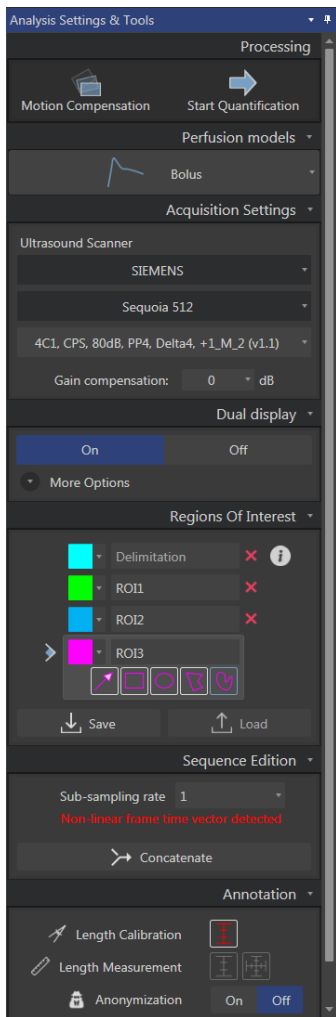 Analysis Settings & Tools
Processing
Motion Compensation
Start Quantification
Perfusion models
Bolus
Acquisition Settings
Ultrasound Scanner
SIEMENS
Sequoia 512
4C1, CPS, 80dB, PP4, Delta4, +1_M_2 (v1.1)
Gain compensation: 0 dB
Dual display
On Off
More Options
Regions Of Interest
Delimitation
ROI1
ROI2
ROI3
Save Load
Sequence Edition
Sub-sampling rate 1
Non-linear frame time vector detected
Concatenate
Annotation
Length Calibration
Length Measurement
Anonymization On Off